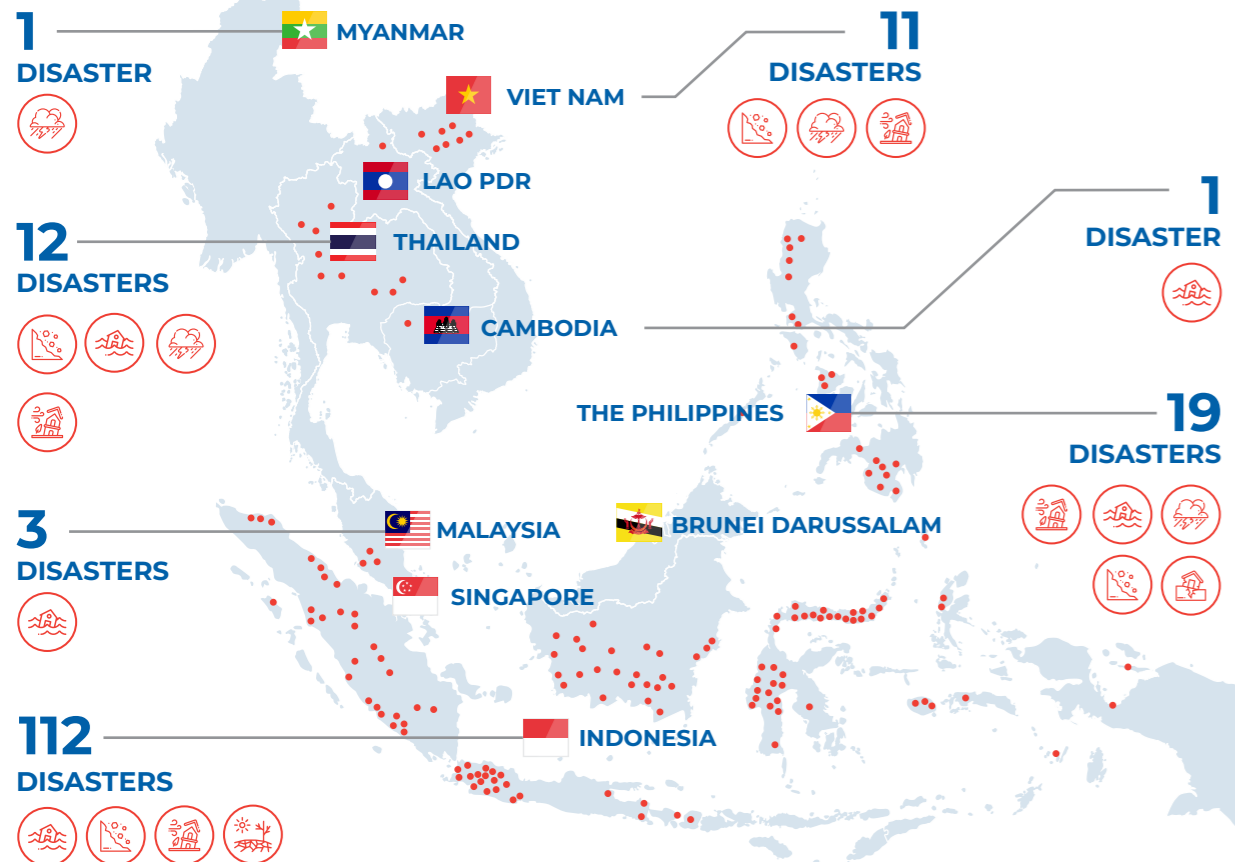 1
DISASTER
MYANMAR
VIET NAM
11
DISASTERS
LAO PDR
12
DISASTERS
THAILAND
1
DISASTER
CAMBODIA
THE PHILIPPINES
19
DISASTERS
3
DISASTERS
MALAYSIA
BRUNEI DARUSSALAM
SINGAPORE
112
DISASTERS
INDONESIA